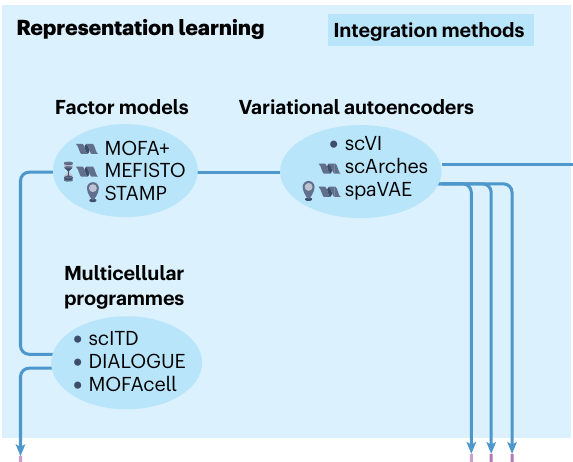 Representation learning
Integration methods
Factor models
MOFA+
MEFISTO
STAMP
Variational autoencoders
scVI
scArches
spaVAE
Multicellular
programmes
scITD
DIALOGUE
MOFAcell